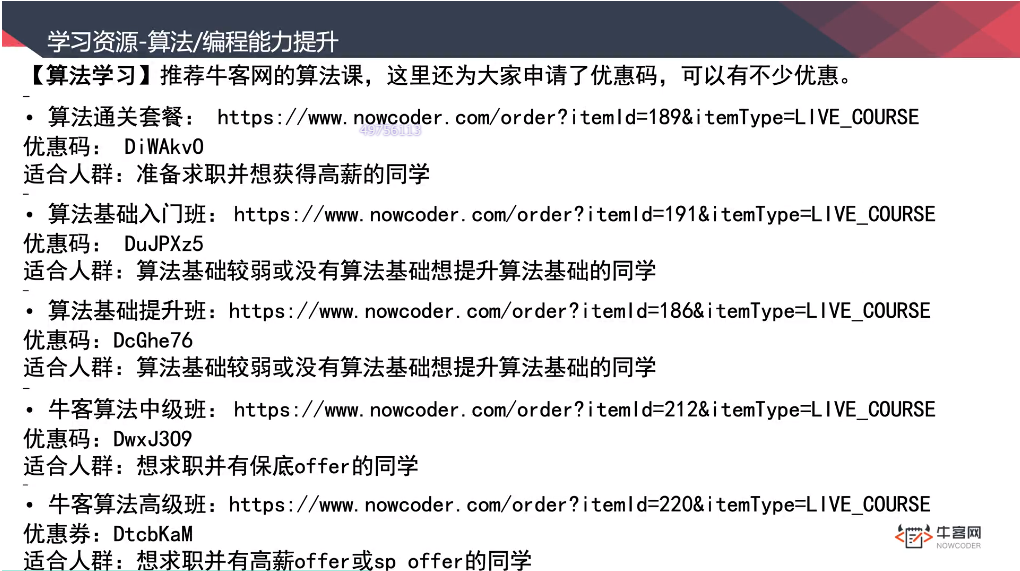 学习资源-算法/编程能力提升
【算法学习】推荐牛客网的算法课，这里还为大家申请了优惠码，可以有不少优惠。
• 算法通关套餐： https://www.nowcoder.com/order?itemId=189&itemType=LIVE_COURSE
49756113
优惠码： DiWAkvO
适合人群：准备求职并想获得高薪的同学
• 算法基础入门班：https://www.nowcoder.com/order?itemId=191&itemType=LIVE_COURSE
优惠码： DuJPXz5
适合人群：算法基础较弱或没有算法基础想提升算法基础的同学
• 算法基础提升班：https://www.nowcoder.com/order?itemId=186&itemType=LIVE_COURSE
优惠码：DcGhe76
适合人群：算法基础较弱或没有算法基础想提升算法基础的同学
• 牛客算法中级班：https://www.nowcoder.com/order?itemId=212&itemType=LIVE_COURSE
优惠码：DwxJ3O9
适合人群：想求职并有保底offer的同学
• 牛客算法高级班：https://www.nowcoder.com/order?itemId=220&itemType=LIVE_COURSE
优惠券：DtcbKaM
适合人群：想求职并有高薪offer或sp offer的同学
牛客网
NOWCODER